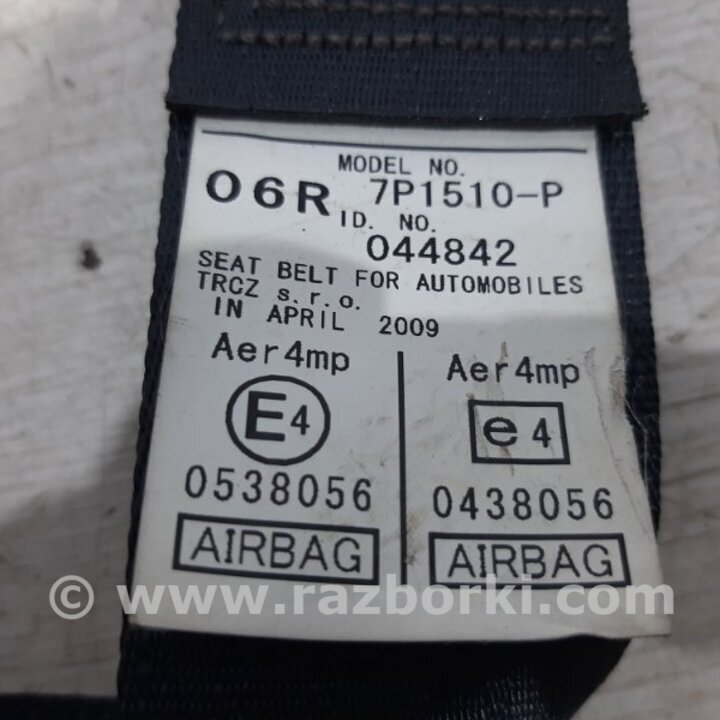 MODEL NO.
06R 7P1510-P
ID. NO.
044842
SEAT BELT FOR AUTOMOBILES
TRCZ s.r.o.
IN APRIL 2009
Aer4mp
E4
0538056
AIRBAG
Aer4mp
e4
0438056
AIRBAG
© www.razborki.com